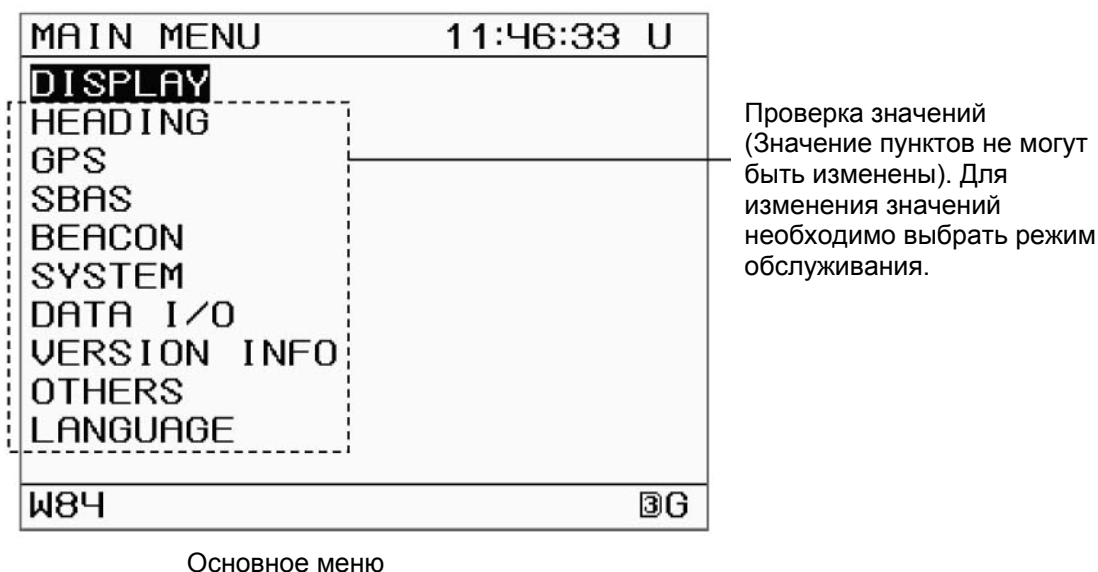 MAIN MENU 11:46:33 U
DISPLAY
HEADING
GPS
SBAS
BEACON
SYSTEM
DATA I/O
VERSION INFO
OTHERS
LANGUAGE
W84 3G
Проверка значений
(Значение пунктов не могут
быть изменены). Для
изменения значений
необходимо выбрать режим
обслуживания.
Основное меню